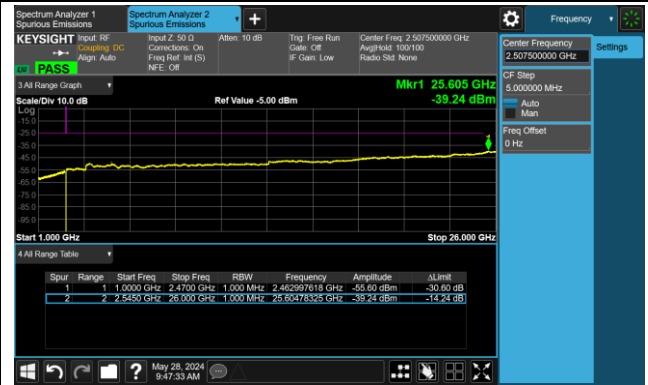 Spectrum Analyzer 1
Spurious Emissions
Spectrum Analyzer 2
Spurious Emissions
Frequency
KEYSIGHT
Input: RF
Coupling: DC
Align: Auto
Input Z: 50 Ω
Corrections: On
Freq Ref: Int (S)
NFE: Off
Atten: 10 dB
Trig: Free Run
Gate: Off
IF Gain: Low
Center Freq: 2.507500000 GHz
Avg|Hold: 100/100
Radio Std: None
PASS
Center Frequency
2.507500000 GHz
Settings
CF Step
5.000000 MHz
Auto
Man
Freq Offset
0 Hz
3 All Range Graph
Mkr1 25.605 GHz
Scale/Div 10.0 dB
Ref Value -5.00 dBm
-39.24 dBm
Log
-15.0
-25.0
-35.0
-45.0
-55.0
-65.0
-75.0
-85.0
-95.0
1
Start 1.000 GHz
Stop 26.000 GHz
4 All Range Table
Spur Range Start Freq Stop Freq RBW Frequency Amplitude ΔLimit
1 1 1.0000 GHz 2.4700 GHz 1.000 MHz 2.462997618 GHz -55.60 dBm -30.60 dB
2 2 2.5450 GHz 26.000 GHz 1.000 MHz 25.60478325 GHz -39.24 dBm -14.24 dB
May 28, 2024
9:47:33 AM